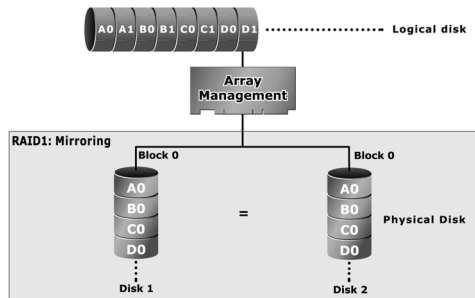 A0 A1 B0 B1 C0 C1 D0 D1
Logical disk
Array
Management
RAID1: Mirroring
Block 0
Block 0
A0
B0
C0
D0
=
A0
B0
C0
D0
Physical Disk
Disk 1
Disk 2